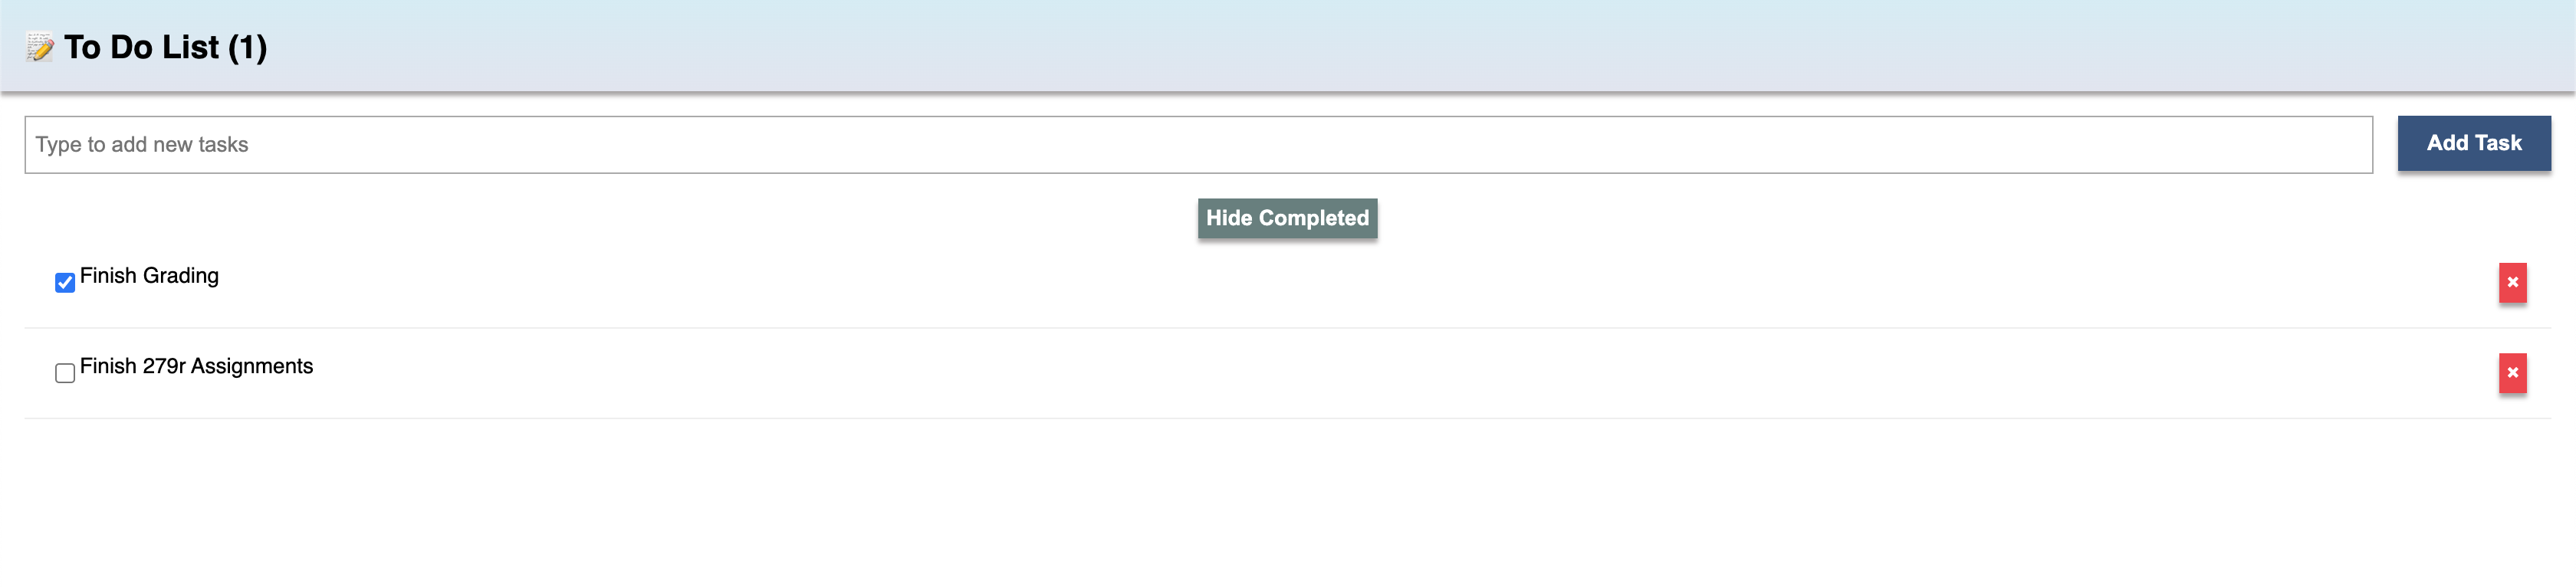 To Do List (1)
Type to add new tasks
Add Task
Hide Completed
Finish Grading
Finish 279r Assignments